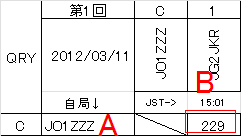 第1回 C 1
QRY 2012/03/11 JO1ZZZ JG2JKR
B
自局↓ JST-> 15:01
C JO1ZZZ A 229